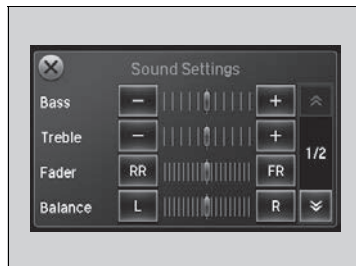 Sound Settings
Bass − +
Treble − +
1/2
Fader RR FR
Balance L R